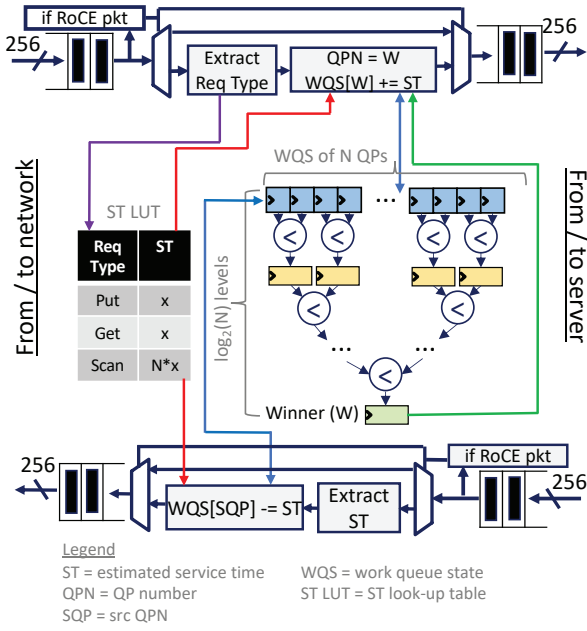 if RoCE pkt
256
256
Extract
Req Type
QPN = W
WQS[W] += ST
WQS of N QPs
...
From / to network
From / to server
ST LUT
Req
Type
ST
Put
x
Get
x
Scan
N*x
log₂(N) levels
<
<
<
<
<
<
...
...
<
Winner (W)
if RoCE pkt
256
256
WQS[SQP] -= ST
Extract
ST
Legend
ST = estimated service time
QPN = QP number
SQP = src QPN
WQS = work queue state
ST LUT = ST look-up table